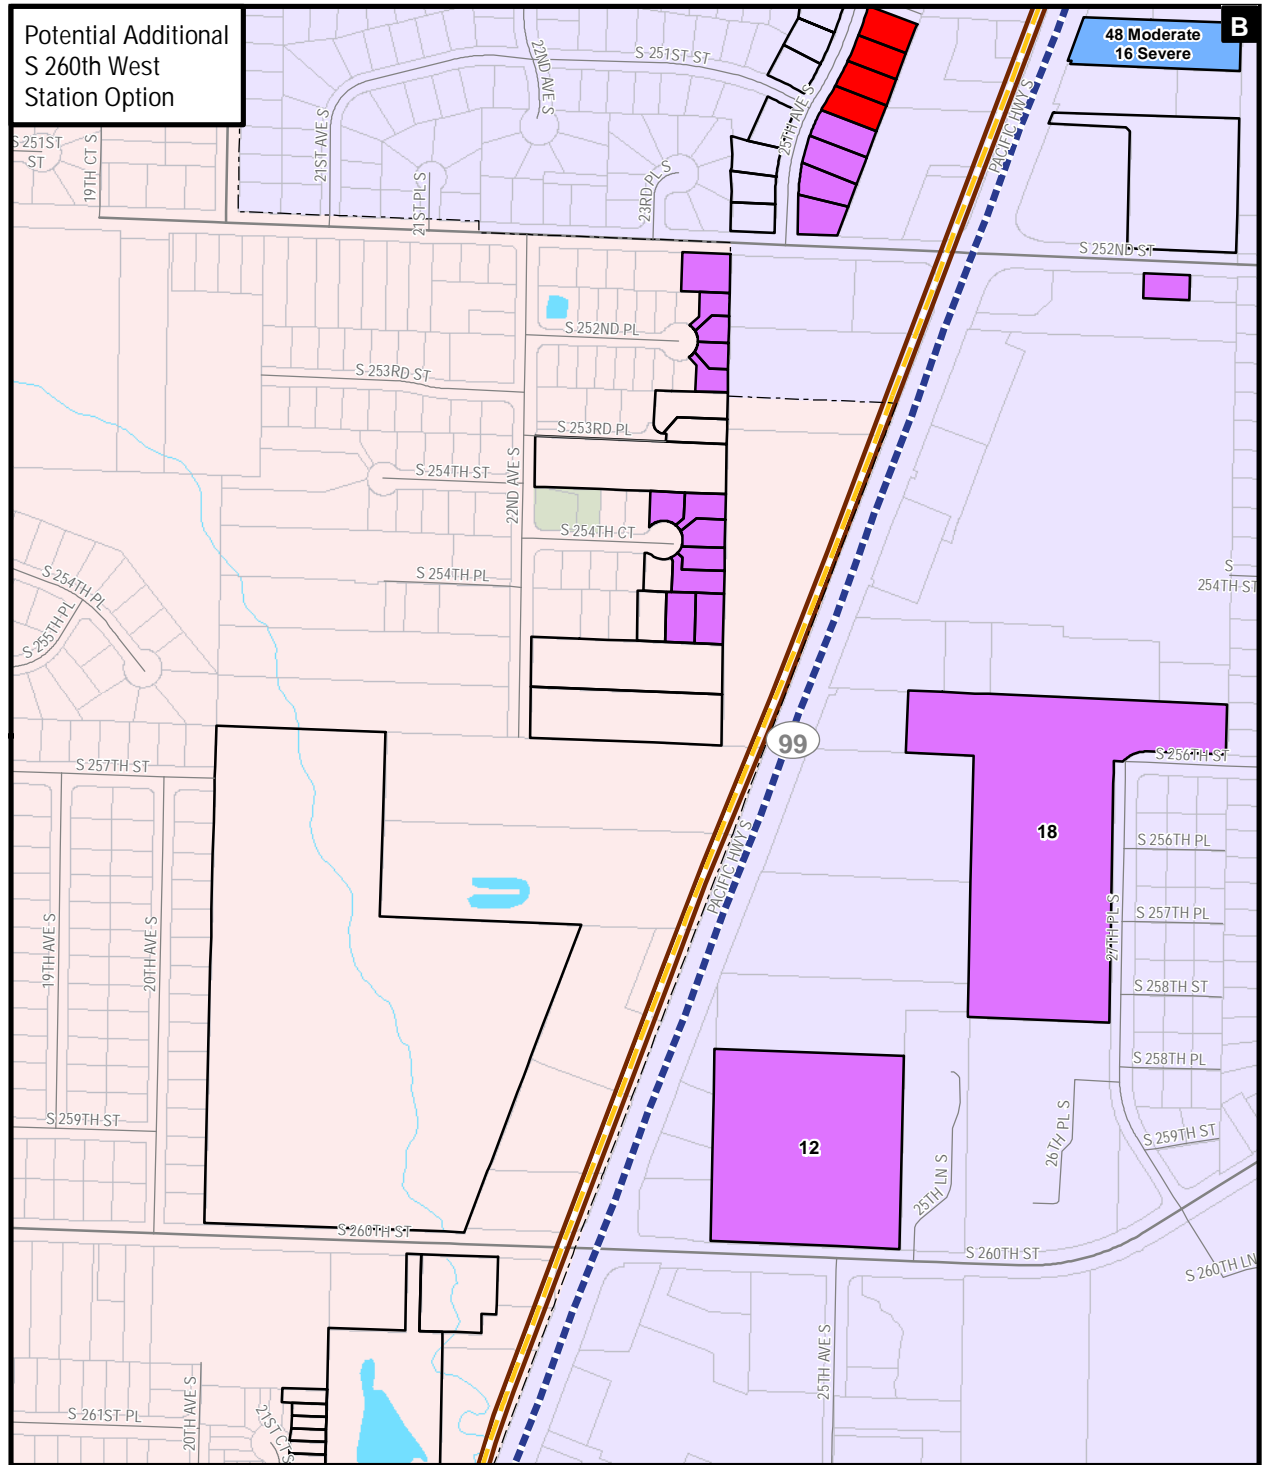 Potential Additional
S 260th West
Station Option
B
48 Moderate
16 Severe
S 251ST ST
22ND AVE S
25TH AVE S
PACIFIC HWY S
S 251ST
ST
19TH CT S
21ST AVE S
21ST PL S
23RD PL S
S 252ND ST
S 252ND PL
S 253RD ST
S 253RD PL
S 254TH ST
22ND AVE S
S 254TH CT
S 254TH PL
S
254TH ST
S 254TH PL
S 255TH PL
99
S 256TH ST
S 257TH ST
18
S 256TH PL
PACIFIC HWY S
S 257TH PL
27TH PL S
19TH AVE S
20TH AVE S
S 258TH ST
S 258TH PL
S 259TH ST
26TH PL S
S 259TH ST
12
25TH LN S
S 260TH ST
S 260TH ST
S 260TH LN
25TH AVE S
S 261ST PL
20TH AVE S
21ST CT S